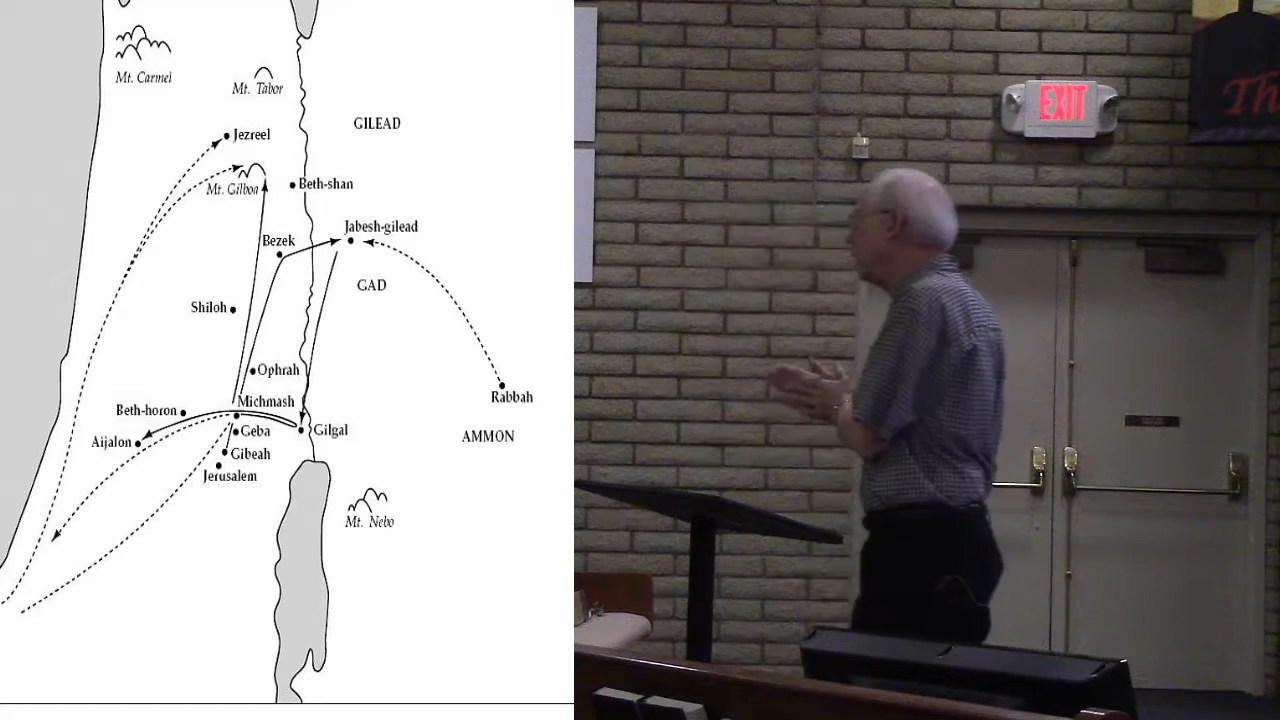 Mt. Carmel
Mt. Tabor
GILEAD
Jezreel
Mt. Gilboa
Beth-shan
Jabesh-gilead
Bezek
GAD
Shiloh
Ophrah
Rabbah
Michmash
Beth-horon
Gilgal
Geba
AMMON
Aijalon
Gibeah
Jerusalem
Mt. Nebo
EXIT
Th